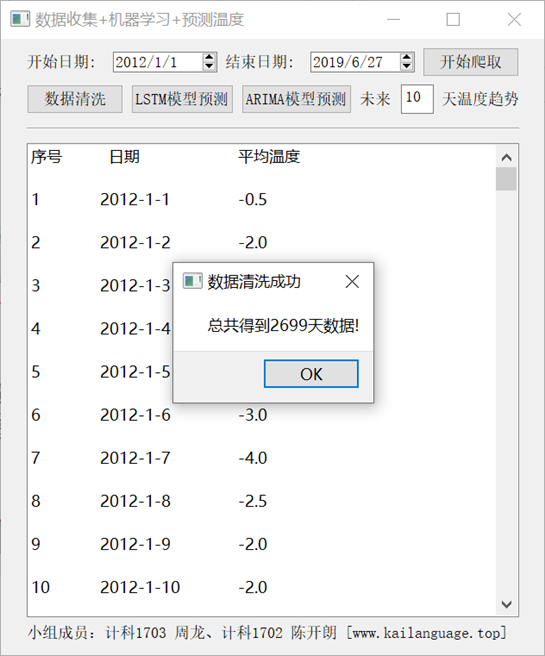 数据收集+机器学习+预测温度
开始日期: 2012/1/1 结束日期: 2019/6/27 开始爬取
数据清洗 LSTM模型预测 ARIMA模型预测 未来 10 天温度趋势
序号 日期 平均温度
1 2012-1-1 -0.5
2 2012-1-2 -2.0
数据清洗成功
总共得到2699天数据!
OK
3 2012-1-3
4 2012-1-4
5 2012-1-5
6 2012-1-6 -3.0
7 2012-1-7 -4.0
8 2012-1-8 -2.5
9 2012-1-9 -2.0
10 2012-1-10 -2.0
小组成员: 计科1703 周龙、计科1702 陈开朗 [www.kailanguage.top]